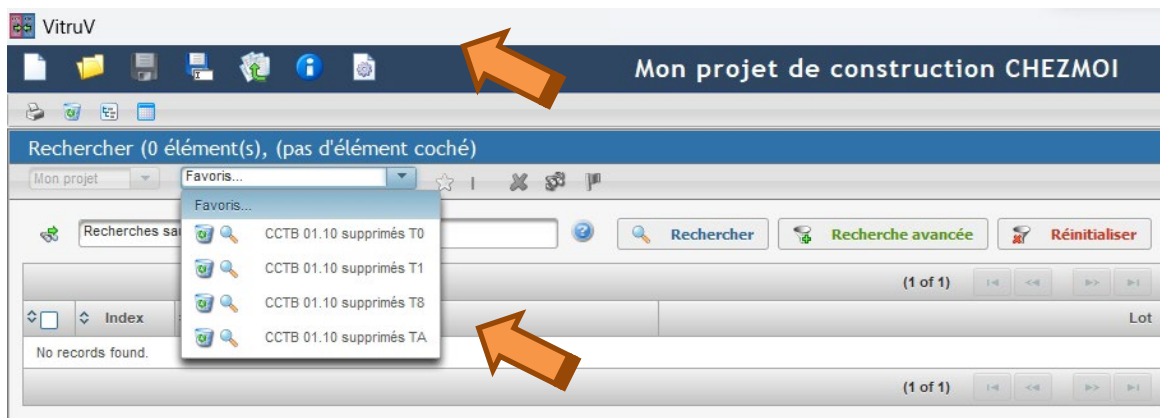 VitruV
Mon projet de construction CHEZMOI
Rechercher (0 élément(s), (pas d'élément coché)
Mon projet Favoris...
Favoris...
Recherches sa Rechercher Recherche avancée Réinitialiser
CCTB 01.10 supprimés T0
CCTB 01.10 supprimés T1
(1 of 1)
CCTB 01.10 supprimés T8
Index Lot
CCTB 01.10 supprimés TA
No records found.
(1 of 1)